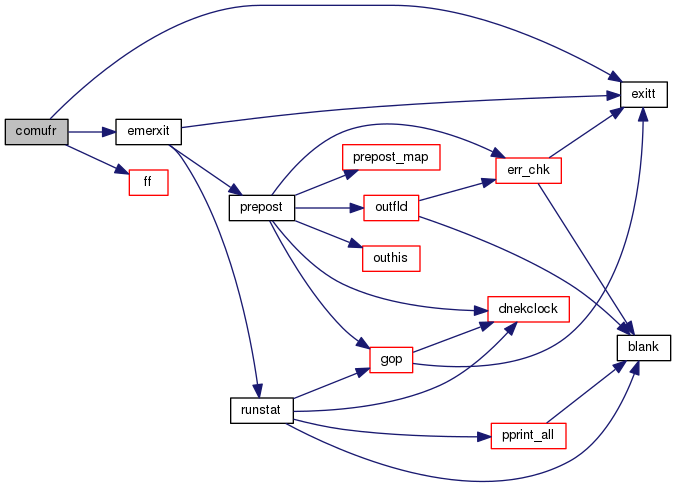 exitt
comufr
emerxit
prepost_map
err_chk
ff
prepost
outfld
outhis
dnekclock
blank
gop
runstat
pprint_all